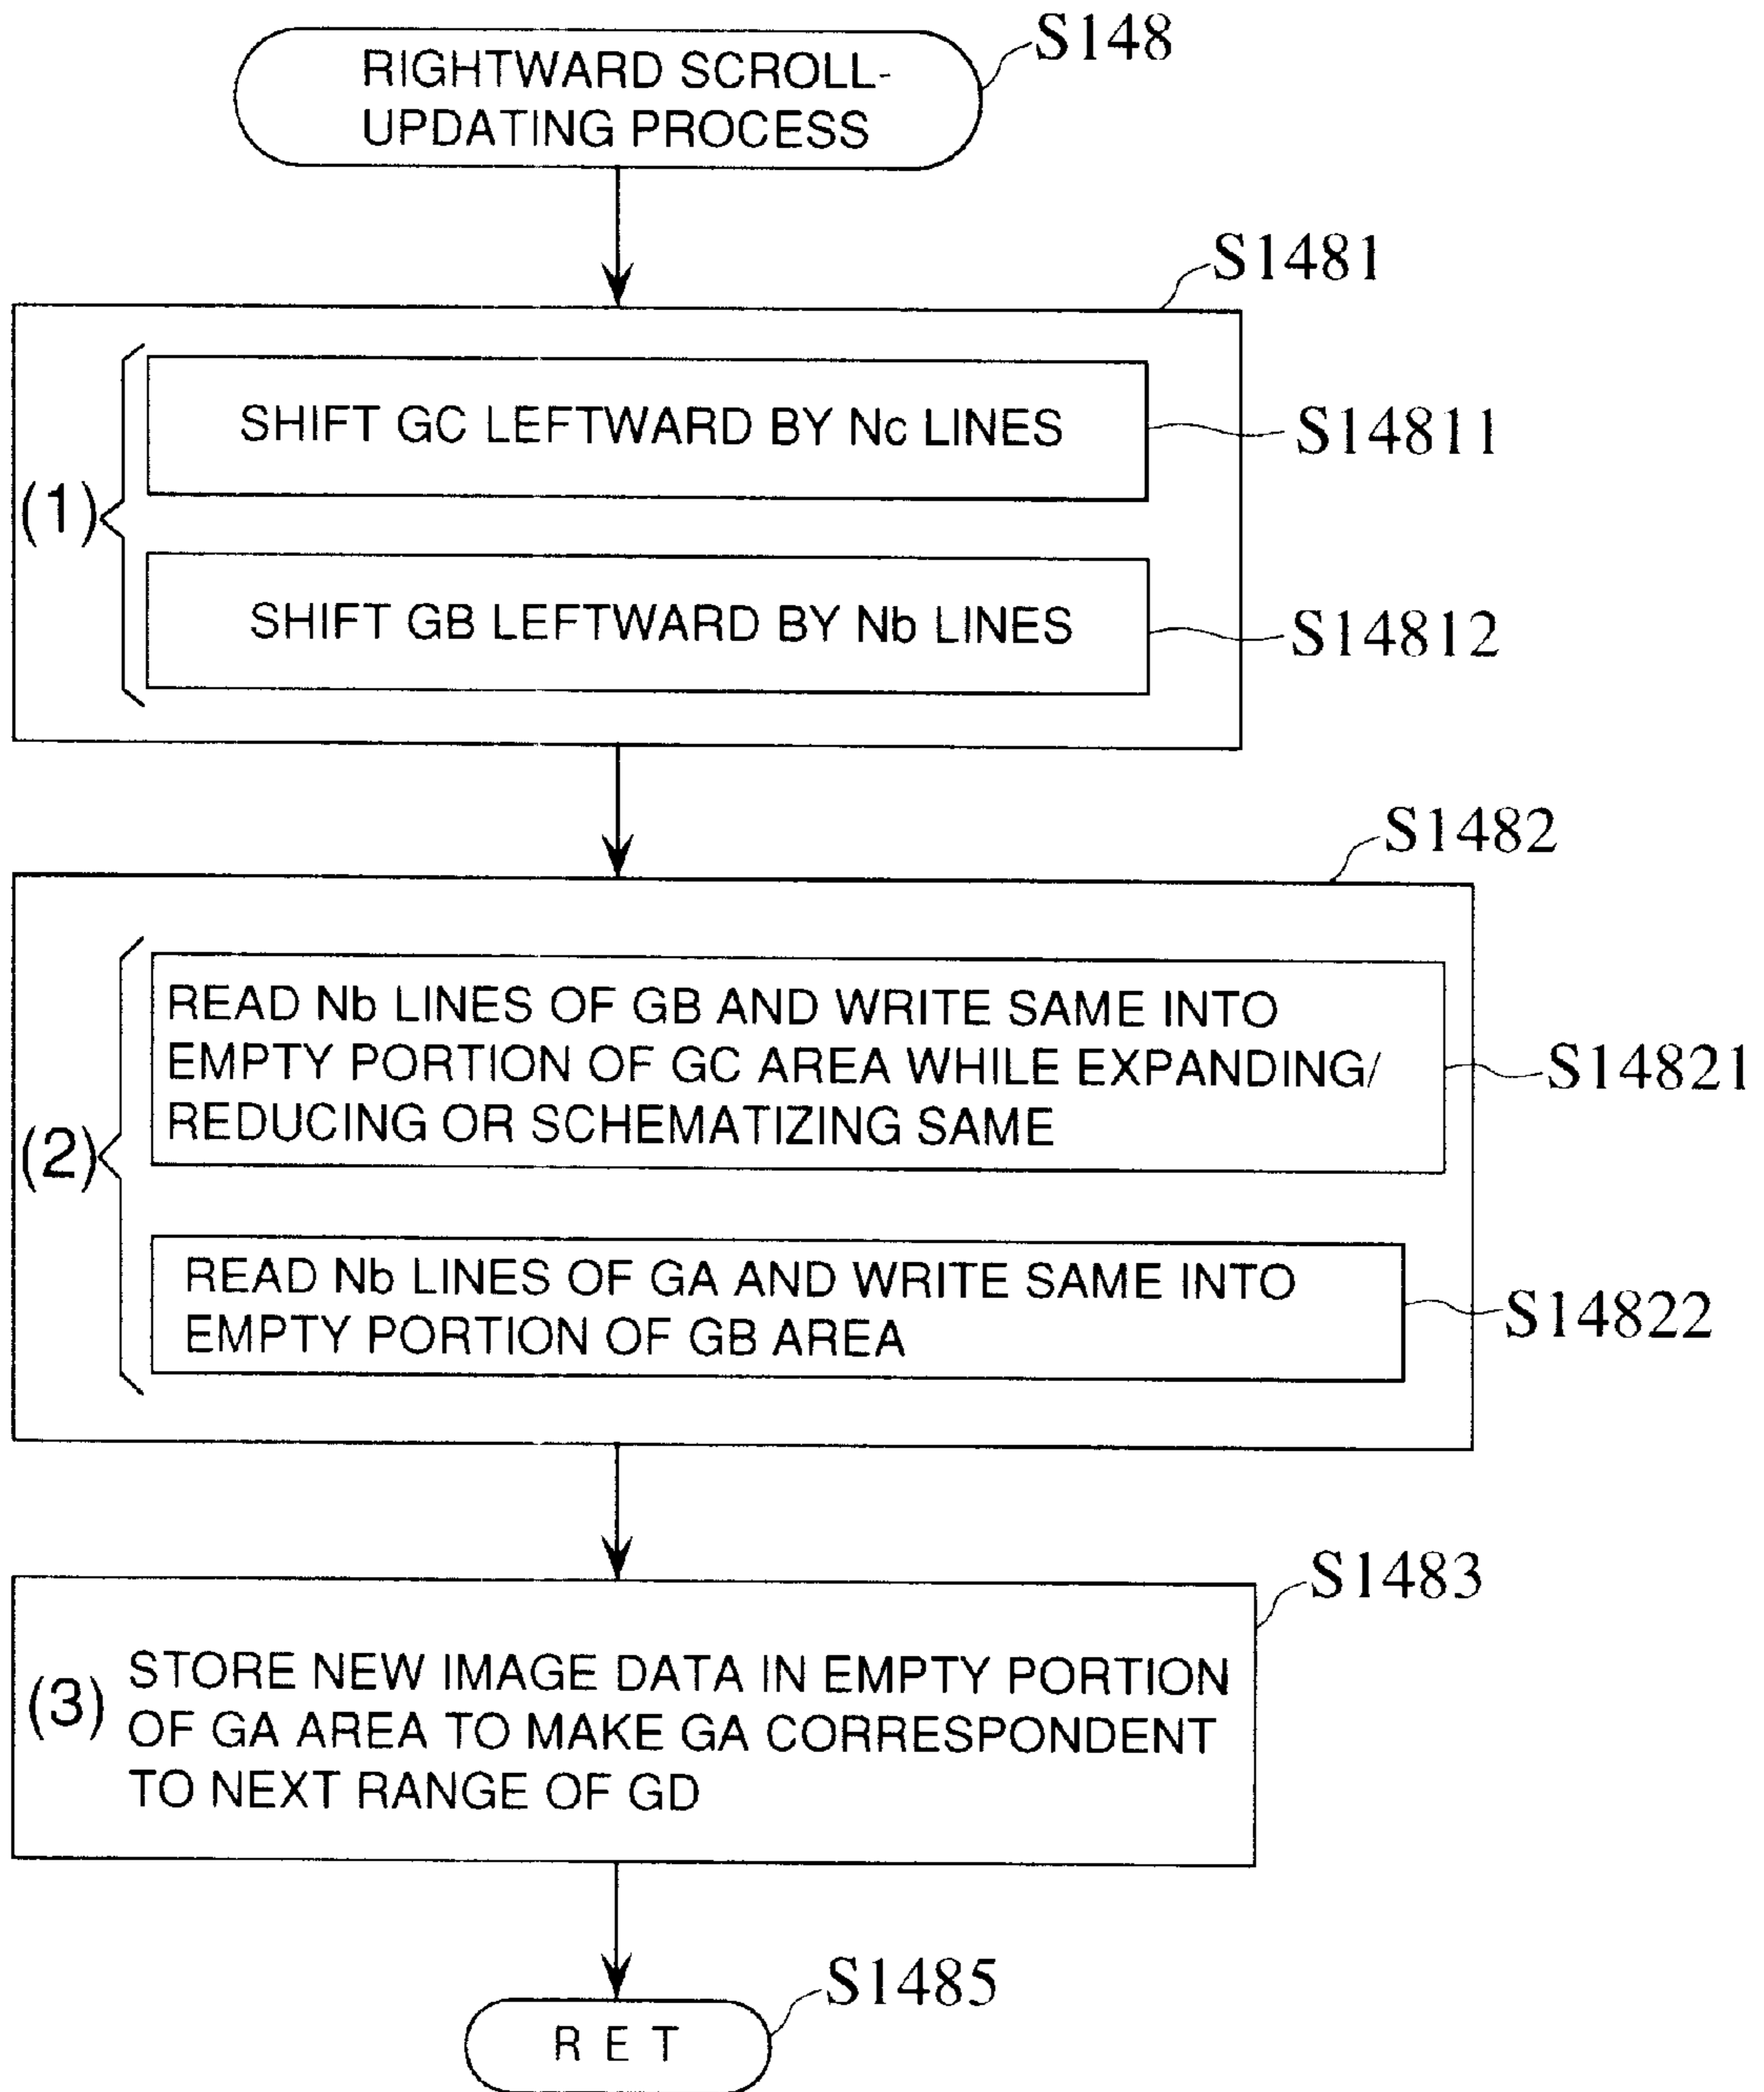 RIGHTWARD SCROLL-
UPDATING PROCESS
S148
S1481
(1)
SHIFT GC LEFTWARD BY Nc LINES
S14811
SHIFT GB LEFTWARD BY Nb LINES
S14812
S1482
(2)
READ Nb LINES OF GB AND WRITE SAME INTO
EMPTY PORTION OF GC AREA WHILE EXPANDING/
REDUCING OR SCHEMATIZING SAME
S14821
READ Nb LINES OF GA AND WRITE SAME INTO
EMPTY PORTION OF GB AREA
S14822
S1483
(3)
STORE NEW IMAGE DATA IN EMPTY PORTION
OF GA AREA TO MAKE GA CORRESPONDENT
TO NEXT RANGE OF GD
S1485
RET